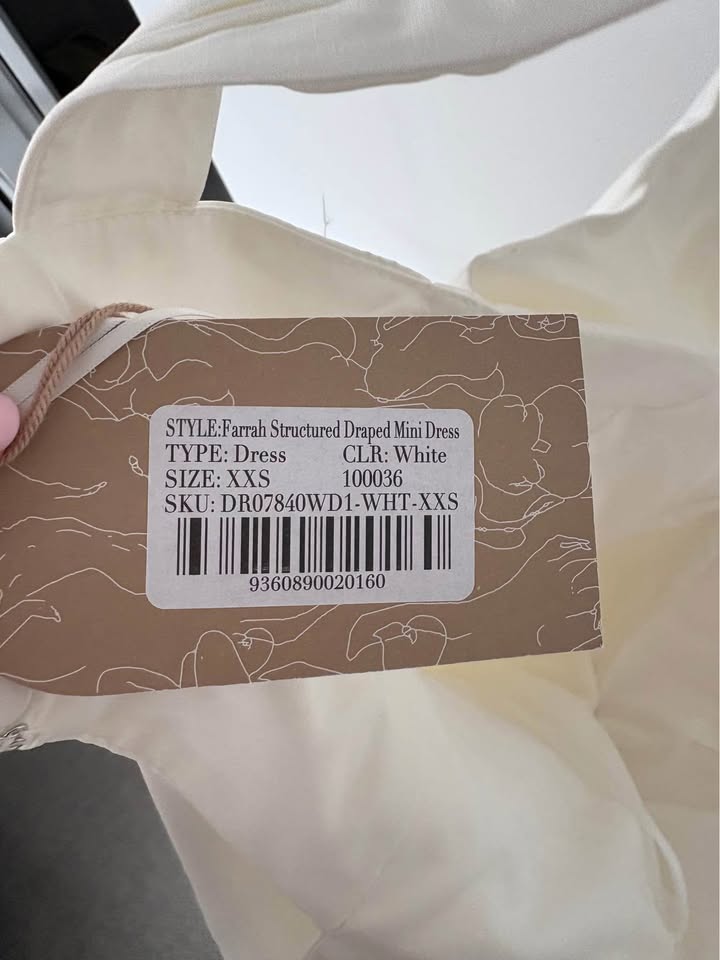 STYLE:Farrah Structured Draped Mini Dress
TYPE: Dress CLR: White
SIZE: XXS 100036
SKU: DR07840WD1-WHT-XXS
9360890020160